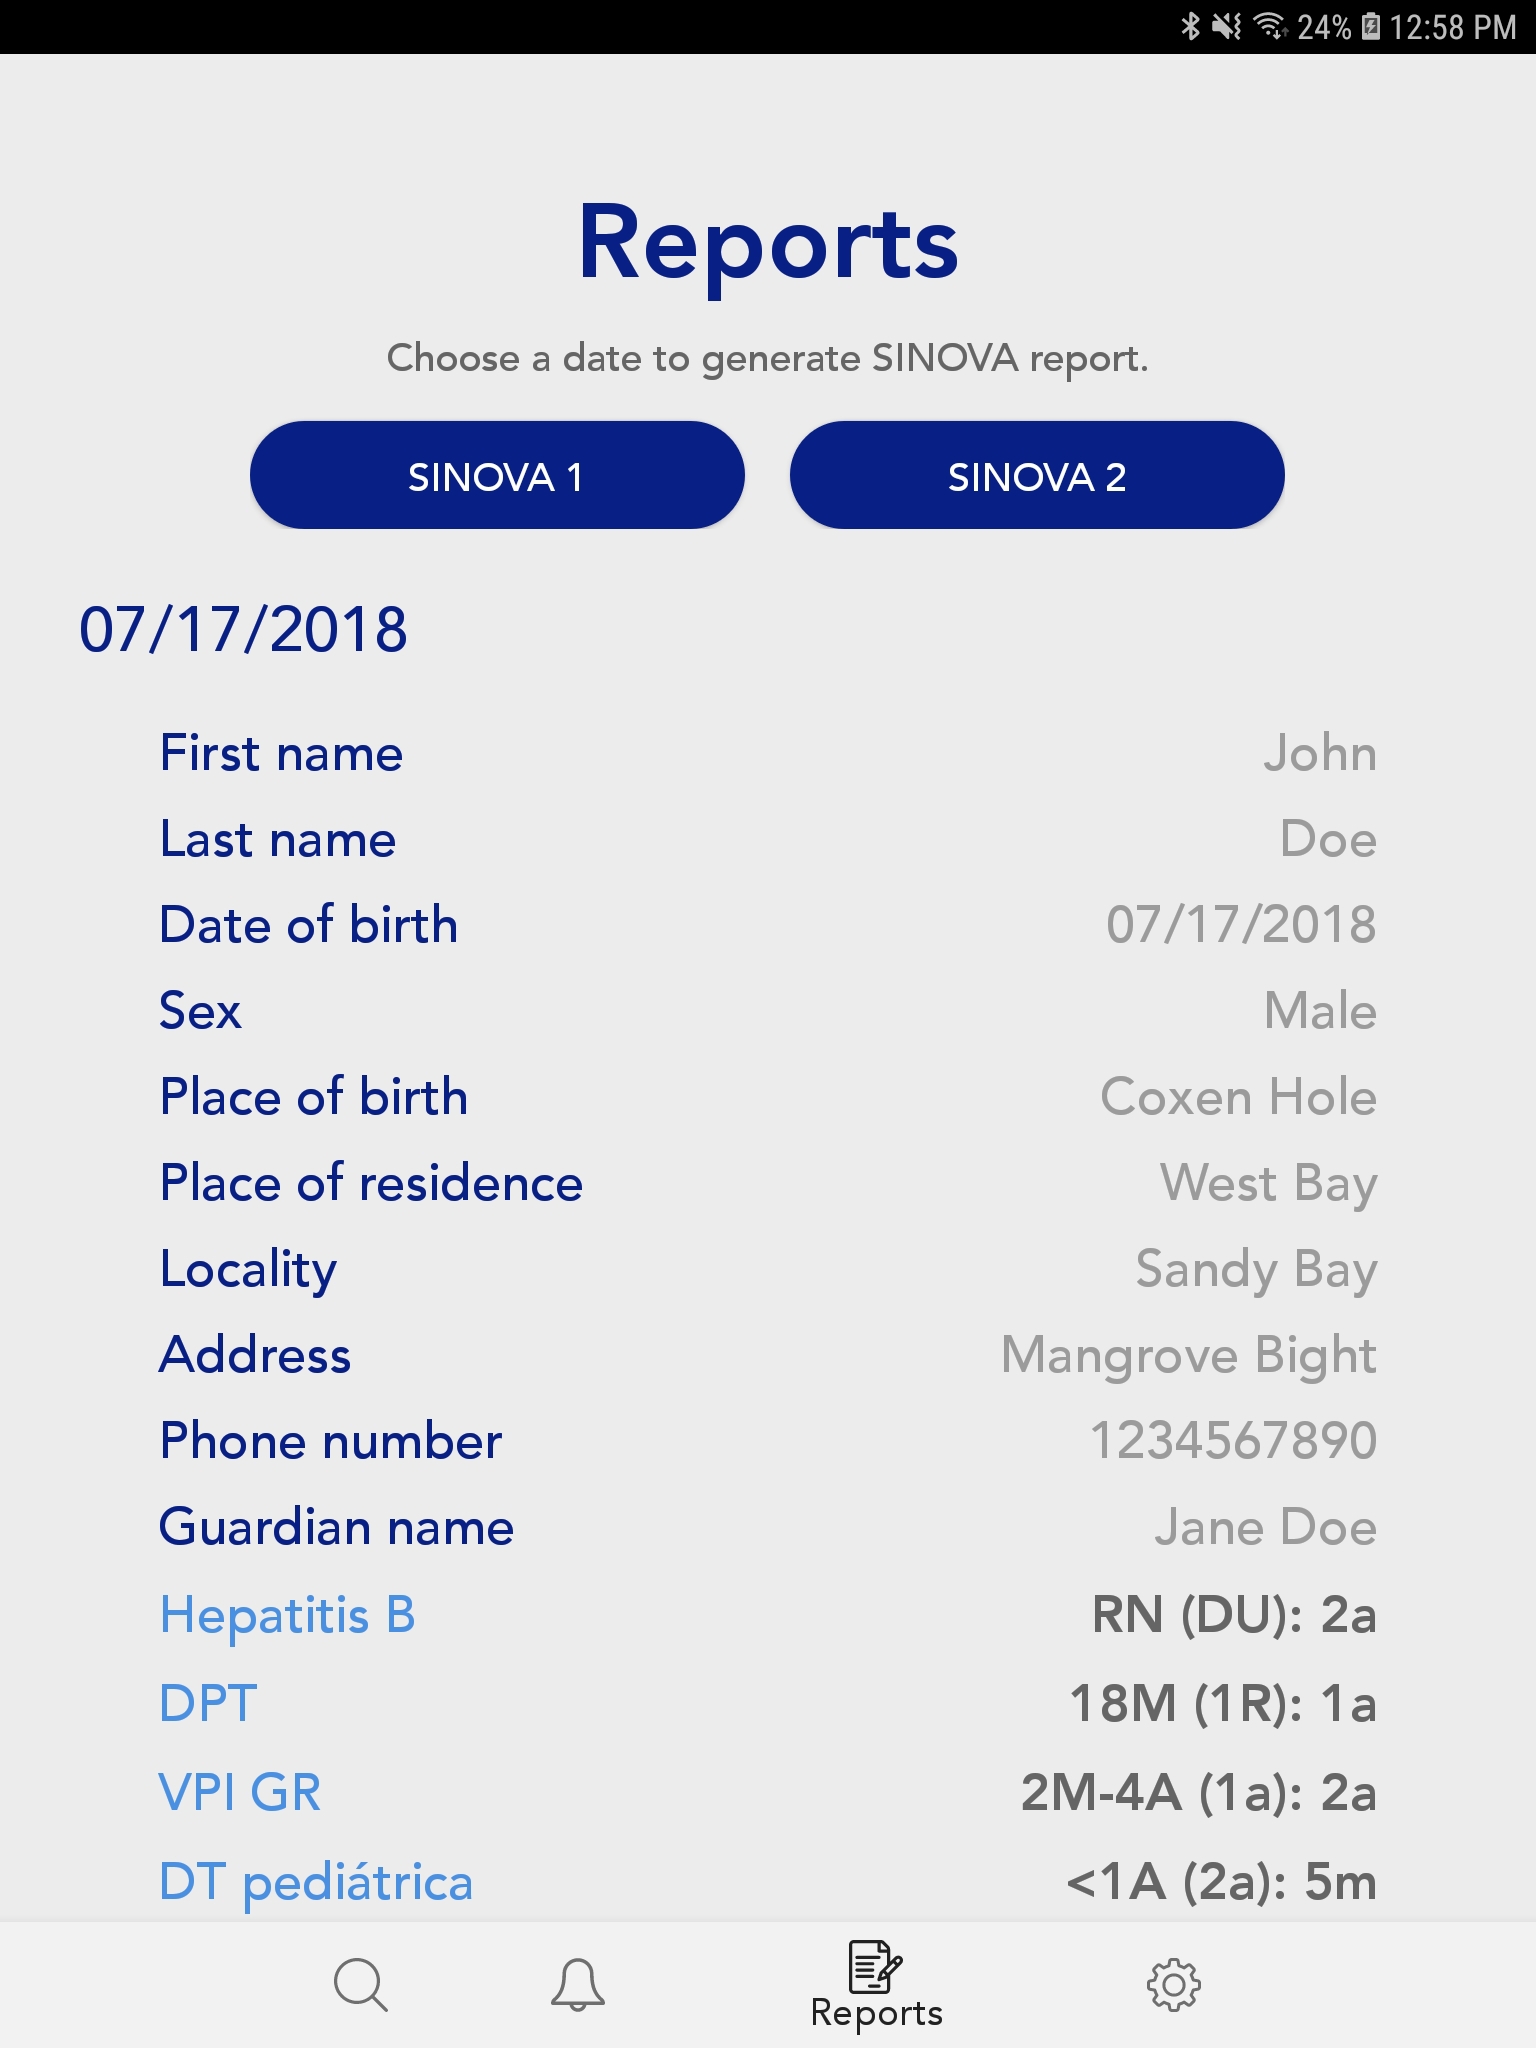 24% 12:58 PM
Reports
Choose a date to generate SINOVA report.
SINOVA 1 SINOVA 2
07/17/2018
First name John
Last name Doe
Date of birth 07/17/2018
Sex Male
Place of birth Coxen Hole
Place of residence West Bay
Locality Sandy Bay
Address Mangrove Bight
Phone number 1234567890
Guardian name Jane Doe
Hepatitis B RN (DU): 2a
DPT 18M (1R): 1a
VPI GR 2M-4A (1a): 2a
DT pediátrica <1A (2a): 5m
Reports